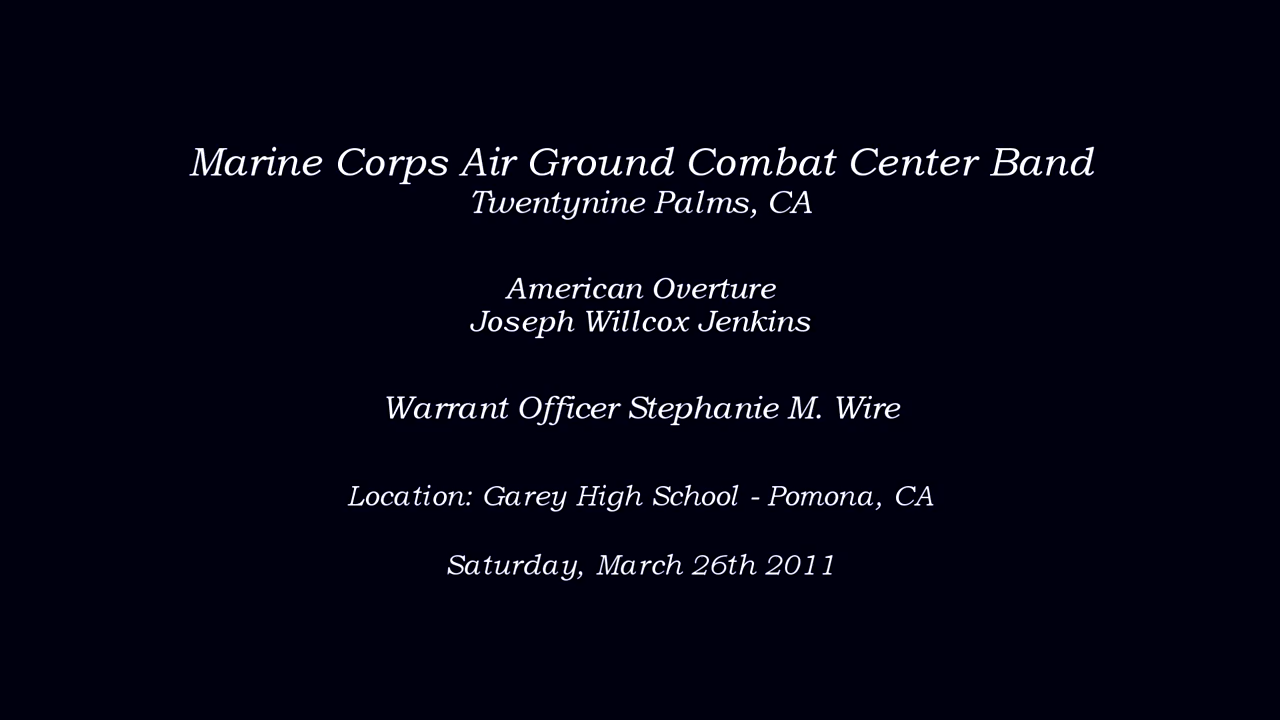 Marine Corps Air Ground Combat Center Band
Twentynine Palms, CA
American Overture
Joseph Willcox Jenkins
Warrant Officer Stephanie M. Wire
Location: Garey High School - Pomona, CA
Saturday, March 26th 2011